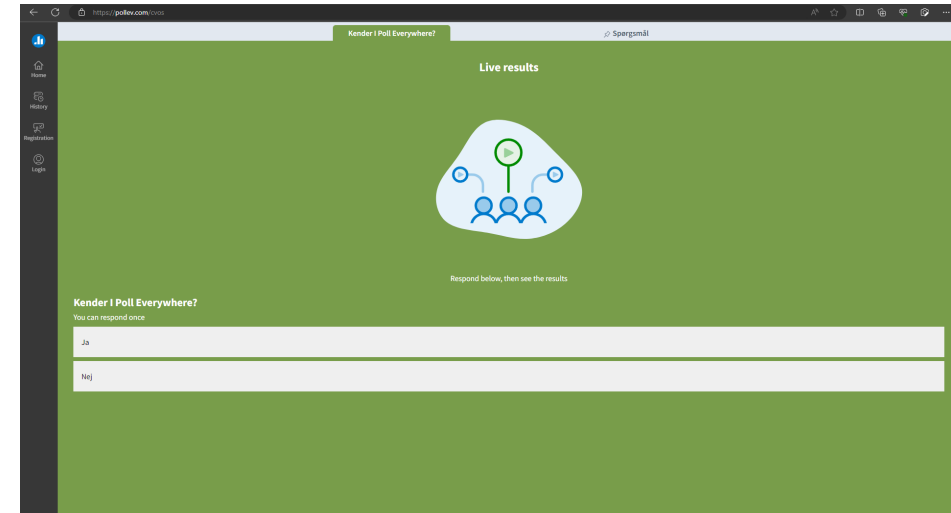 https://pollev.com/cvos
Kender I Poll Everywhere?
Spørgsmål
Home
History
Registration
Login
Live results
Respond below, then see the results
Kender I Poll Everywhere?
You can respond once
Ja
Nej